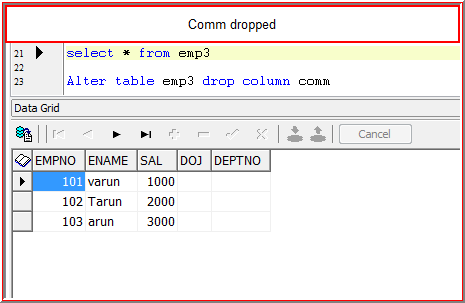 Comm dropped
21 select * from emp3
22
23 Alter table emp3 drop column comm
Data Grid
Cancel
EMPNO ENAME SAL DOJ DEPTNO
101 varun 1000
102 Tarun 2000
103 arun 3000